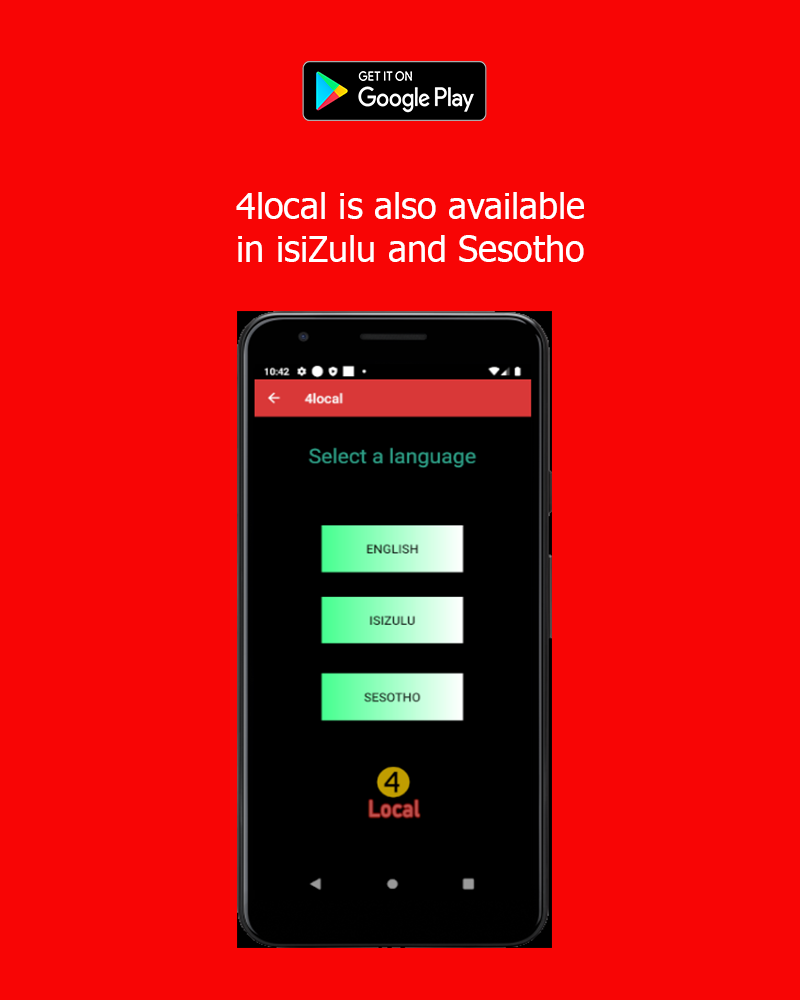 GET IT ON
Google Play
4local is also available
in isiZulu and Sesotho
10:42
4local
Select a language
ENGLISH
ISIZULU
SESOTHO
4
Local